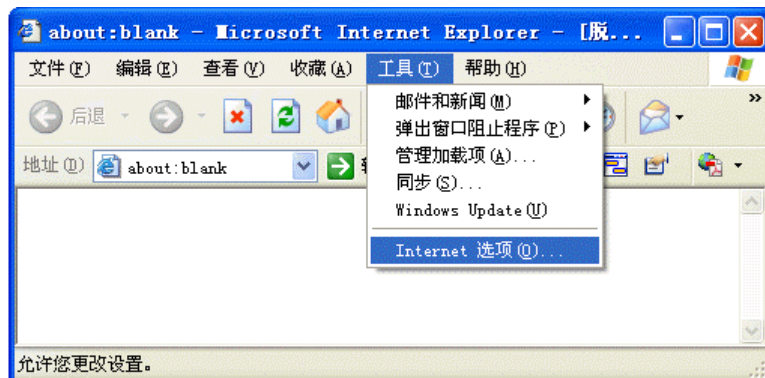 about:blank - Microsoft Internet Explorer - [脱...
文件(F) 编辑(E) 查看(V) 收藏(A) 工具(T) 帮助(H)
后退
邮件和新闻(M)
弹出窗口阻止程序(P)
管理加载项(A)...
同步(S)...
Windows Update(U)
Internet 选项(O)...
地址(D) about:blank
允许您更改设置。